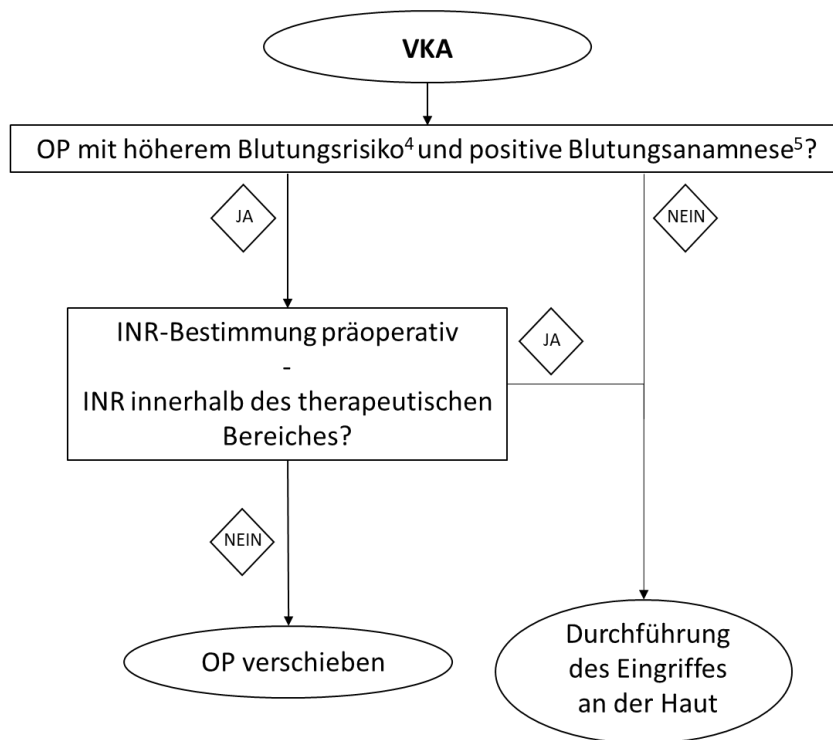 VKA
OP mit höherem Blutungsrisiko⁴ und positive Blutungsanamnese⁵?
JA
NEIN
INR-Bestimmung präoperativ
-
INR innerhalb des therapeutischen
Bereiches?
JA
NEIN
OP verschieben
Durchführung
des Eingriffes
an der Haut